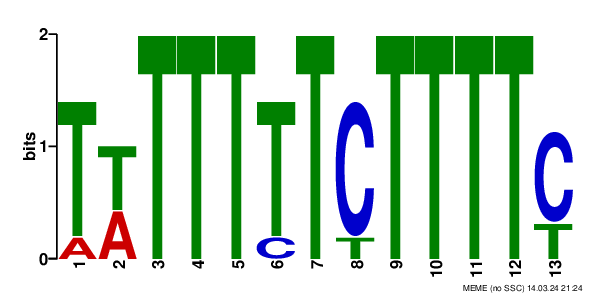 2
1
0
bits
T T T T T T T C T T T T C
A A C T T
1 2 3 4 5 6 7 8 9 10 11 12 13
MEME (no SSC) 14.03.24 21:24